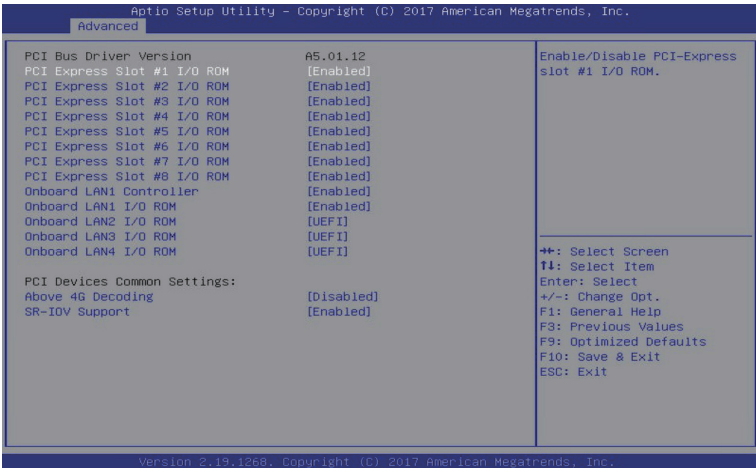 Aptio Setup Utility – Copyright (C) 2017 American Megatrends, Inc.
Advanced
PCI Bus Driver Version A5.01.12
PCI Express Slot #1 I/O ROM [Enabled]
PCI Express Slot #2 I/O ROM [Enabled]
PCI Express Slot #3 I/O ROM [Enabled]
PCI Express Slot #4 I/O ROM [Enabled]
PCI Express Slot #5 I/O ROM [Enabled]
PCI Express Slot #6 I/O ROM [Enabled]
PCI Express Slot #7 I/O ROM [Enabled]
PCI Express Slot #8 I/O ROM [Enabled]
Onboard LAN1 Controller [Enabled]
Onboard LAN1 I/O ROM [Enabled]
Onboard LAN2 I/O ROM [UEFI]
Onboard LAN3 I/O ROM [UEFI]
Onboard LAN4 I/O ROM [UEFI]
PCI Devices Common Settings:
Above 4G Decoding [Disabled]
SR-IOV Support [Enabled]
Enable/Disable PCI-Express
slot #1 I/O ROM.
→←: Select Screen
↑↓: Select Item
Enter: Select
+/-: Change Opt.
F1: General Help
F3: Previous Values
F9: Optimized Defaults
F10: Save & Exit
ESC: Exit
Version 2.19.1268. Copyright (C) 2017 American Megatrends, Inc.